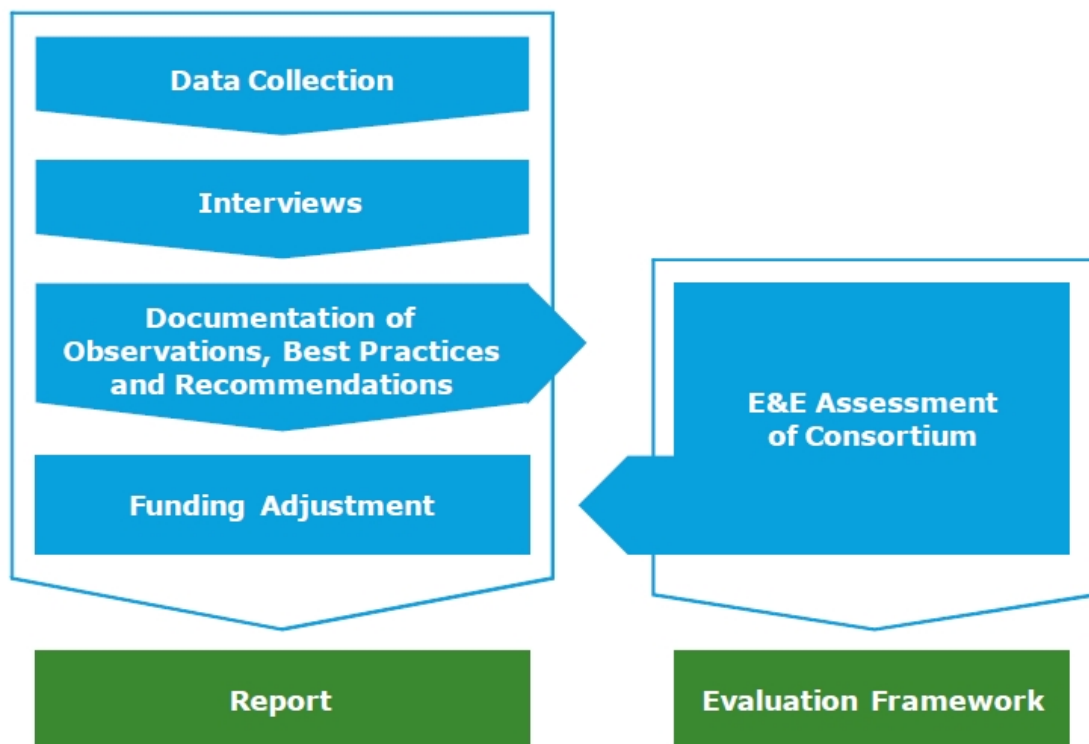 Data Collection
Interviews
Documentation of
Observations, Best Practices
and Recommendations
Funding Adjustment
Report
E&E Assessment
of Consortium
Evaluation Framework